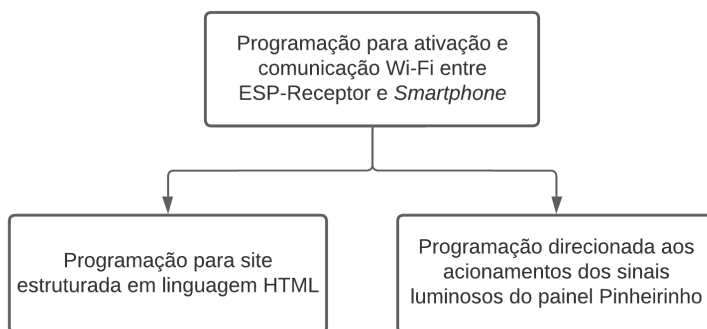 Programação para ativação e
comunicação Wi-Fi entre
ESP-Receptor e Smartphone
Programação para site
estruturada em linguagem HTML
Programação direcionada aos
acionamentos dos sinais
luminosos do painel Pinheirinho